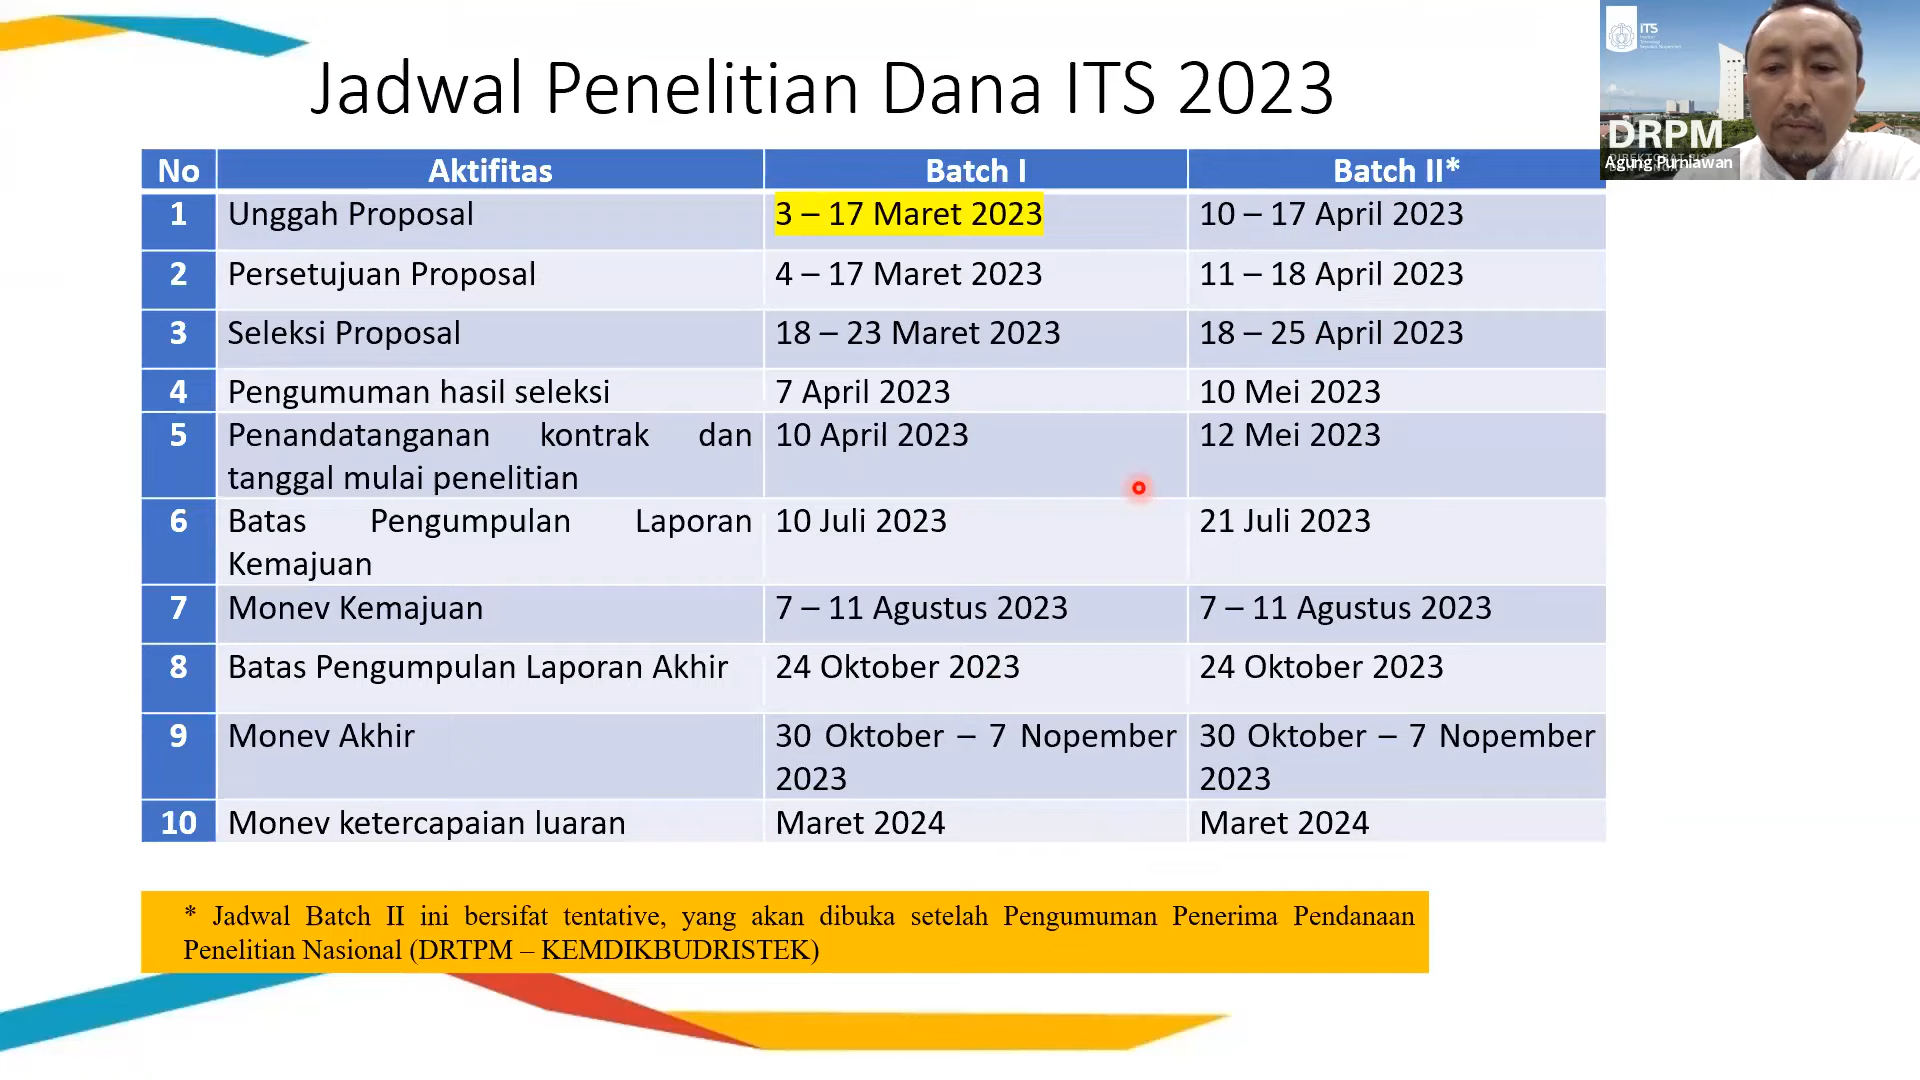 Jadwal Penelitian Dana ITS 2023
ITS
DRPM
Agung Purniawan
No Aktifitas Batch I Batch II*
1 Unggah Proposal 3 – 17 Maret 2023 10 – 17 April 2023
2 Persetujuan Proposal 4 – 17 Maret 2023 11 – 18 April 2023
3 Seleksi Proposal 18 – 23 Maret 2023 18 – 25 April 2023
4 Pengumuman hasil seleksi 7 April 2023 10 Mei 2023
5 Penandatanganan kontrak dan 10 April 2023 12 Mei 2023
tanggal mulai penelitian
6 Batas Pengumpulan Laporan 10 Juli 2023 21 Juli 2023
Kemajuan
7 Monev Kemajuan 7 – 11 Agustus 2023 7 – 11 Agustus 2023
8 Batas Pengumpulan Laporan Akhir 24 Oktober 2023 24 Oktober 2023
9 Monev Akhir 30 Oktober – 7 Nopember 30 Oktober – 7 Nopember
2023 2023
10 Monev ketercapaian luaran Maret 2024 Maret 2024
* Jadwal Batch II ini bersifat tentative, yang akan dibuka setelah Pengumuman Penerima Pendanaan
Penelitian Nasional (DRTPM – KEMDIKBUDRISTEK)